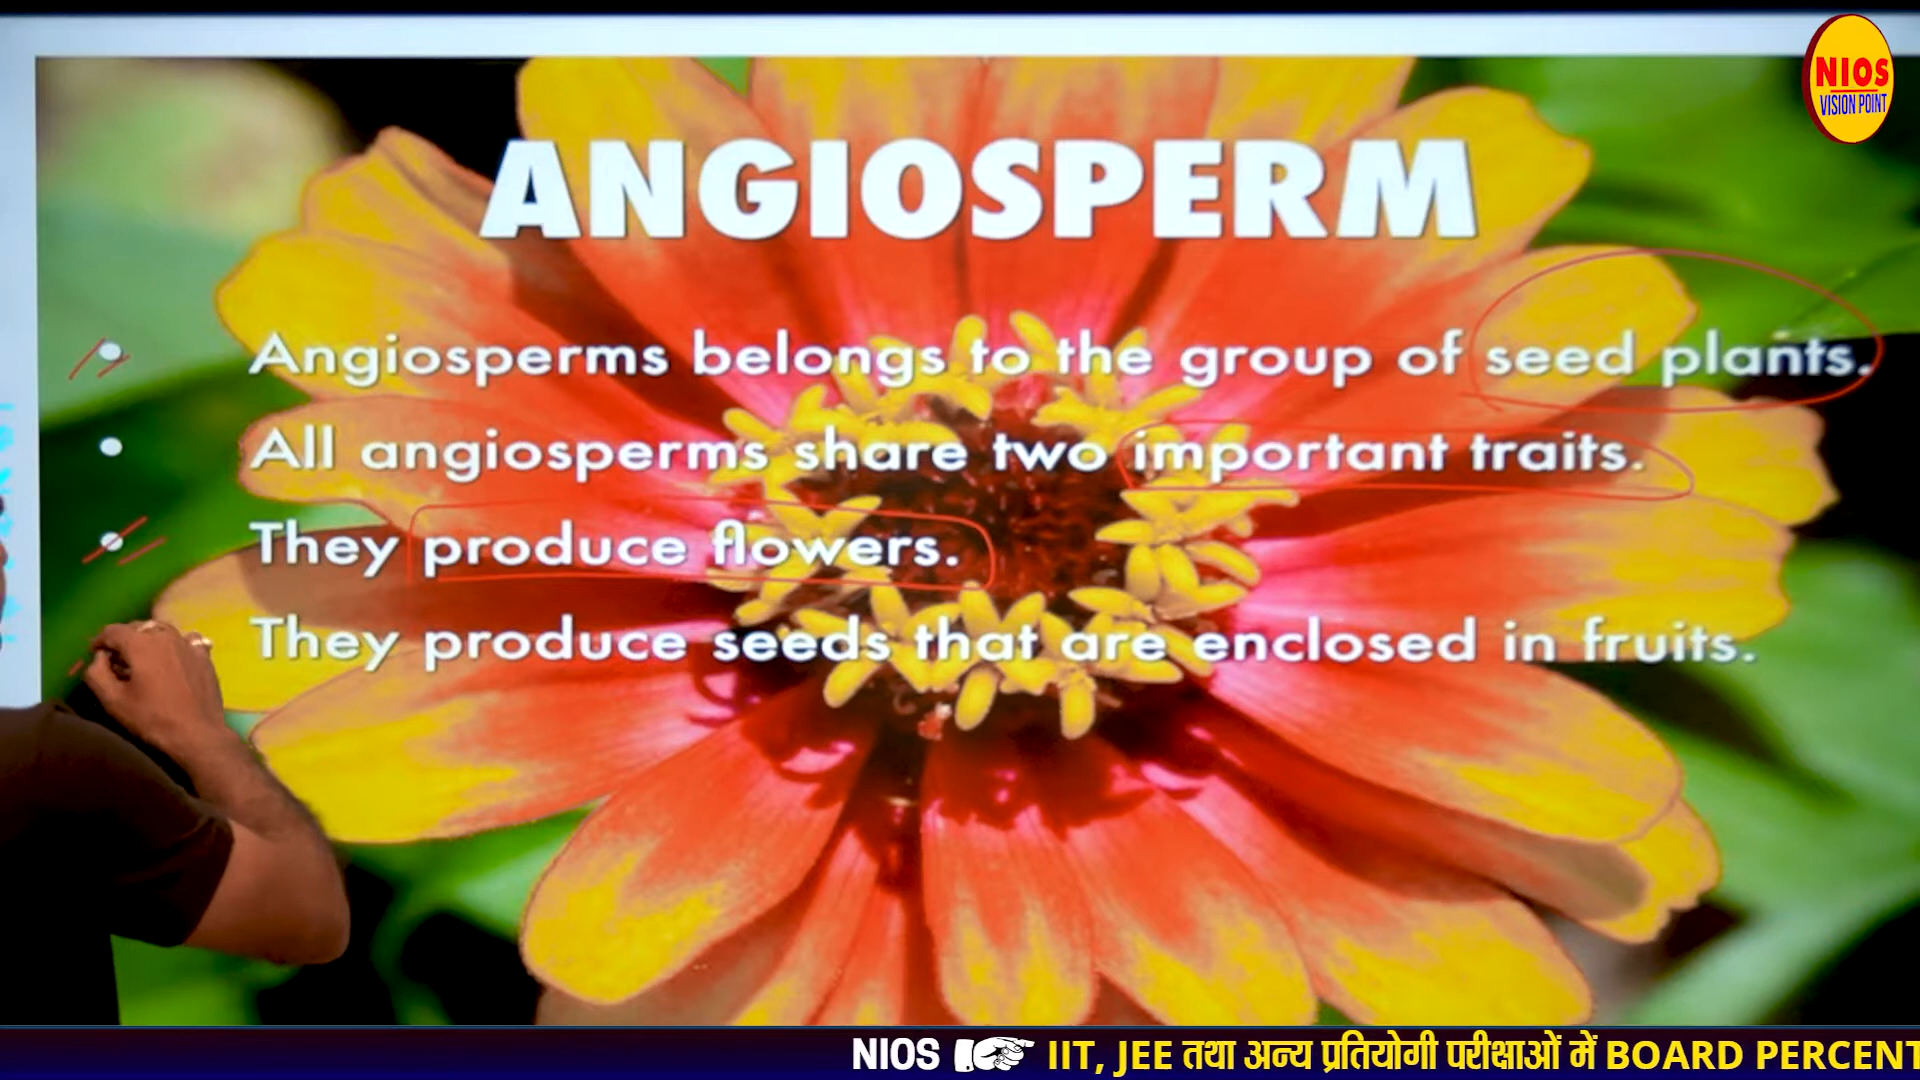 NIOS
VISION POINT
ANGIOSPERM
• Angiosperms belongs to the group of seed plants.
• All angiosperms share two important traits.
• They produce flowers.
They produce seeds that are enclosed in fruits.
NIOS IIT, JEE तथा अन्य प्रतियोगी परीक्षाओं में BOARD PERCENT